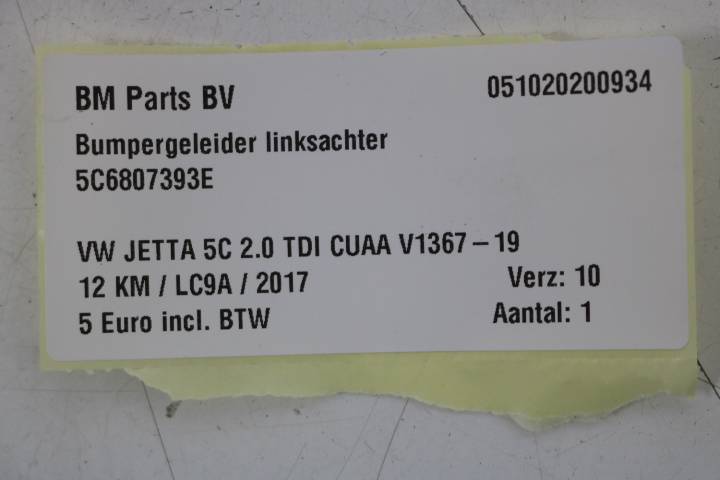 BM Parts BV 051020200934
Bumpergeleider linksachter
5C6807393E
VW JETTA 5C 2.0 TDI CUAA V1367 – 19
12 KM / LC9A / 2017 Verz: 10
5 Euro incl. BTW Aantal: 1